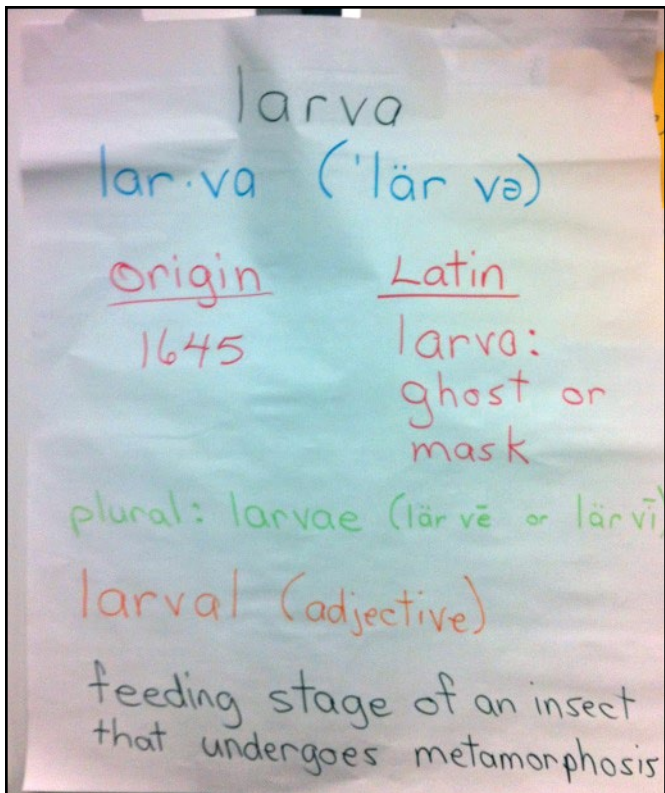 larva
lar·va ('lär və)
Origin Latin
1645 larva:
ghost or
mask
plural: larvae (lär vē or lär vī)
larval (adjective)
feeding stage of an insect
that undergoes metamorphosis